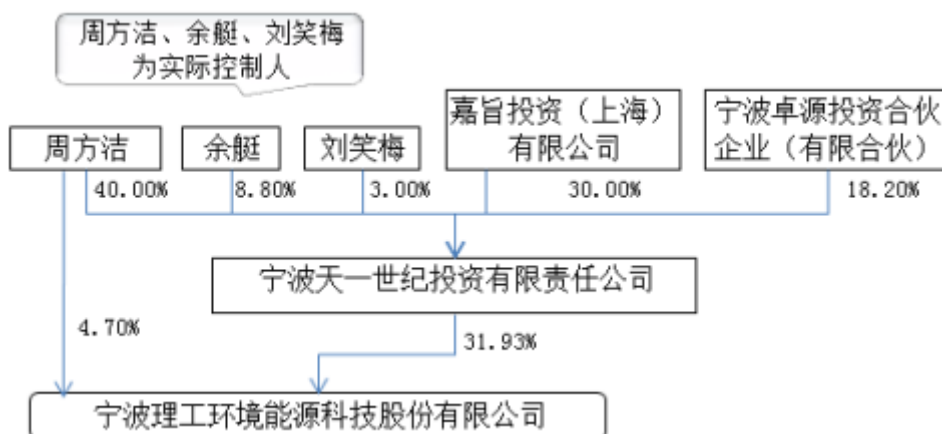 周方洁、余艇、刘笑梅
为实际控制人
周方洁
余艇
刘笑梅
嘉旨投资（上海）
有限公司
宁波卓源投资合伙
企业（有限合伙）
40.00%
8.80%
3.00%
30.00%
18.20%
宁波天一世纪投资有限责任公司
4.70%
31.93%
宁波理工环境能源科技股份有限公司